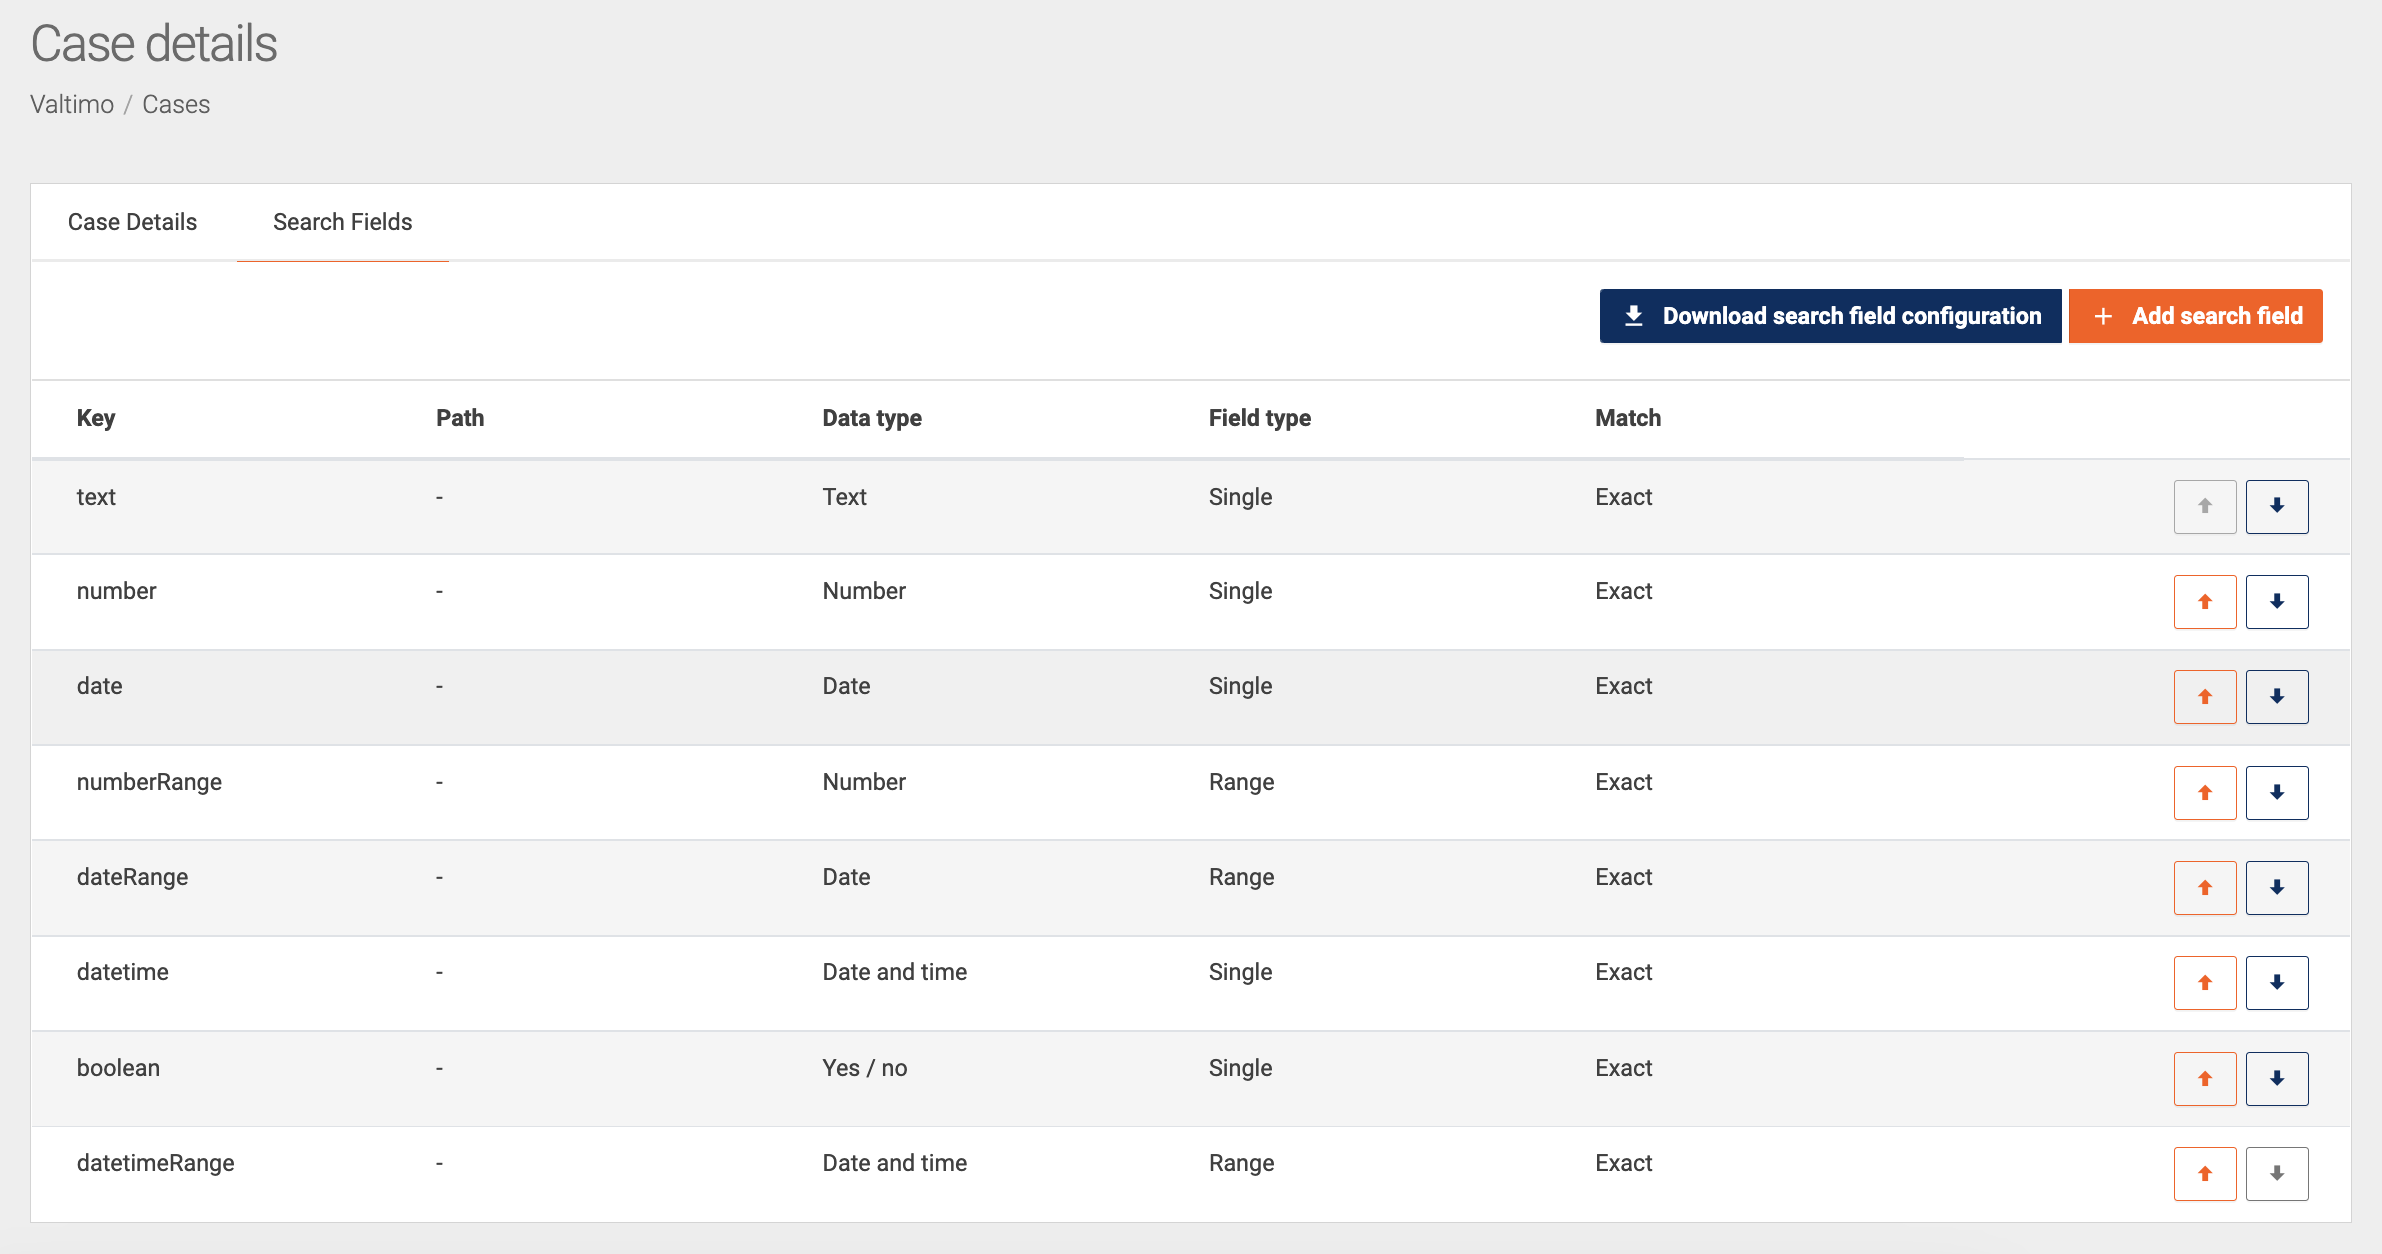 Case details
Valtimo / Cases
Case Details Search Fields
Download search field configuration + Add search field
Key Path Data type Field type Match
text - Text Single Exact
number - Number Single Exact
date - Date Single Exact
numberRange - Number Range Exact
dateRange - Date Range Exact
datetime - Date and time Single Exact
boolean - Yes / no Single Exact
datetimeRange - Date and time Range Exact